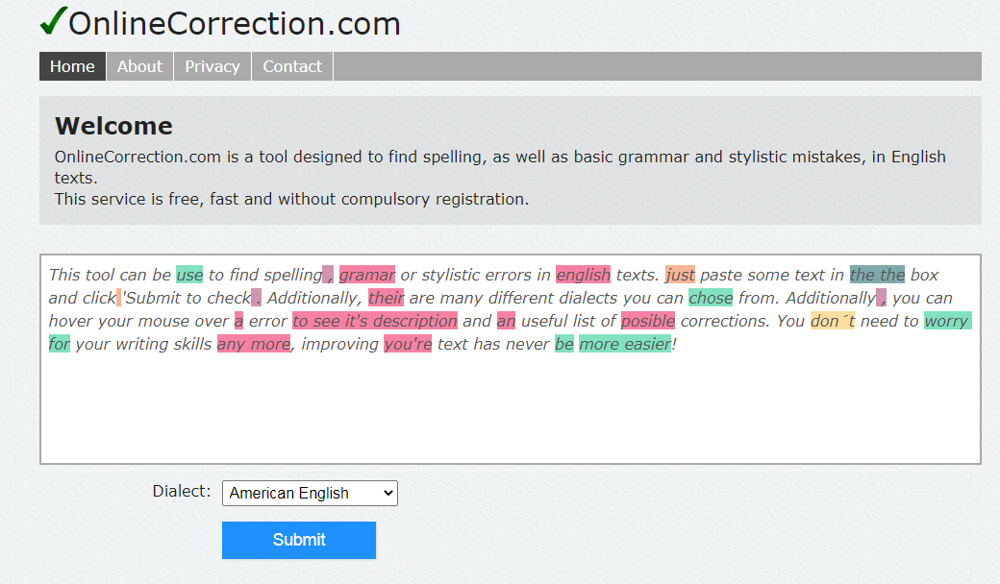 OnlineCorrection.com
Home About Privacy Contact
Welcome
OnlineCorrection.com is a tool designed to find spelling, as well as basic grammar and stylistic mistakes, in English
texts.
This service is free, fast and without compulsory registration.
This tool can be use to find spelling , gramar or stylistic errors in english texts. just paste some text in the the box
and click 'Submit to check . Additionally, their are many different dialects you can chose from. Additionally , you can
hover your mouse over a error to see it's description and an useful list of posible corrections. You don´t need to worry
for your writing skills any more, improving you're text has never be more easier!
Dialect: American English
Submit